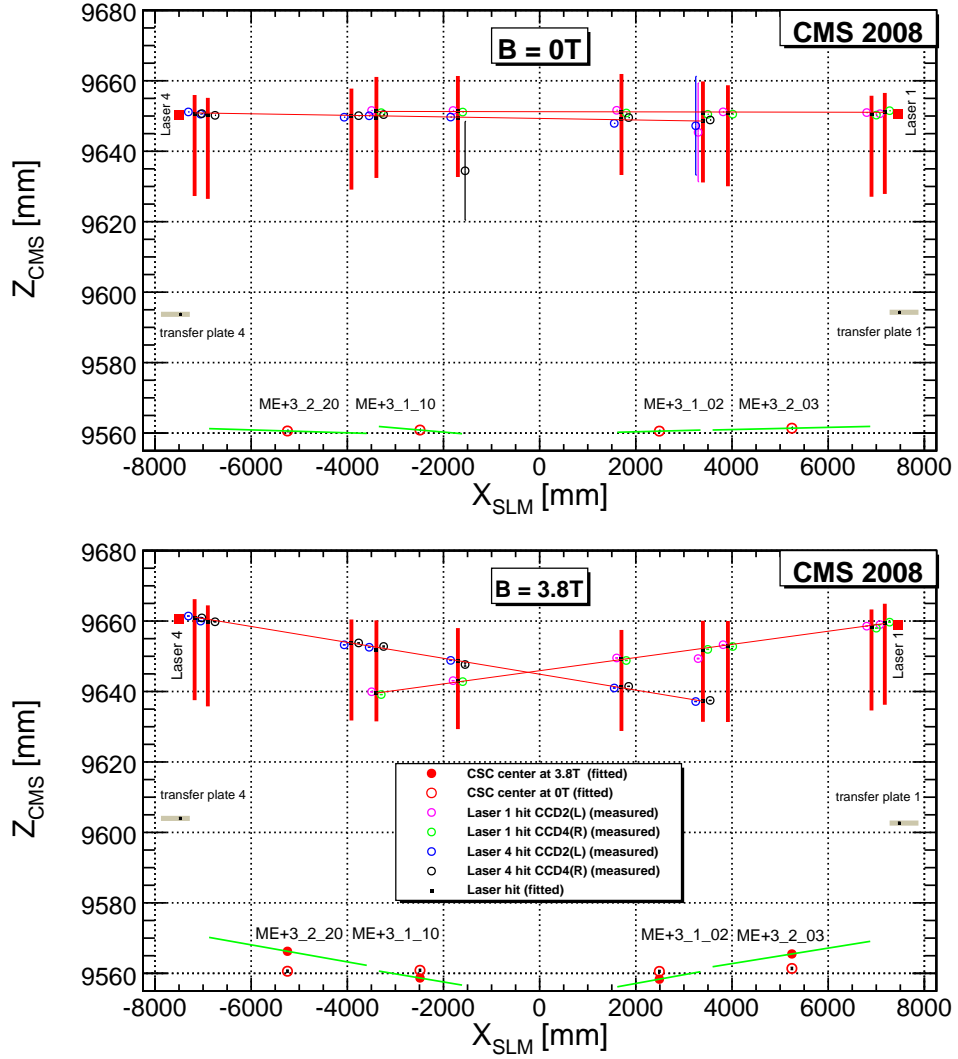 CMS 2008
B = 0T
9680
9660
9640
9620
9600
9580
9560
Z_CMS [mm]
Laser 4
Laser 1
transfer plate 4
transfer plate 1
ME+3_2_20
ME+3_1_10
ME+3_1_02
ME+3_2_03
-8000 -6000 -4000 -2000 0 2000 4000 6000 8000
X_SLM [mm]
CMS 2008
B = 3.8T
9680
9660
9640
9620
9600
9580
9560
Z_CMS [mm]
Laser 4
Laser 1
transfer plate 4
transfer plate 1
CSC center at 3.8T (fitted)
CSC center at 0T (fitted)
Laser 1 hit CCD2(L) (measured)
Laser 1 hit CCD4(R) (measured)
Laser 4 hit CCD2(L) (measured)
Laser 4 hit CCD4(R) (measured)
Laser hit (fitted)
ME+3_2_20
ME+3_1_10
ME+3_1_02
ME+3_2_03
-8000 -6000 -4000 -2000 0 2000 4000 6000 8000
X_SLM [mm]